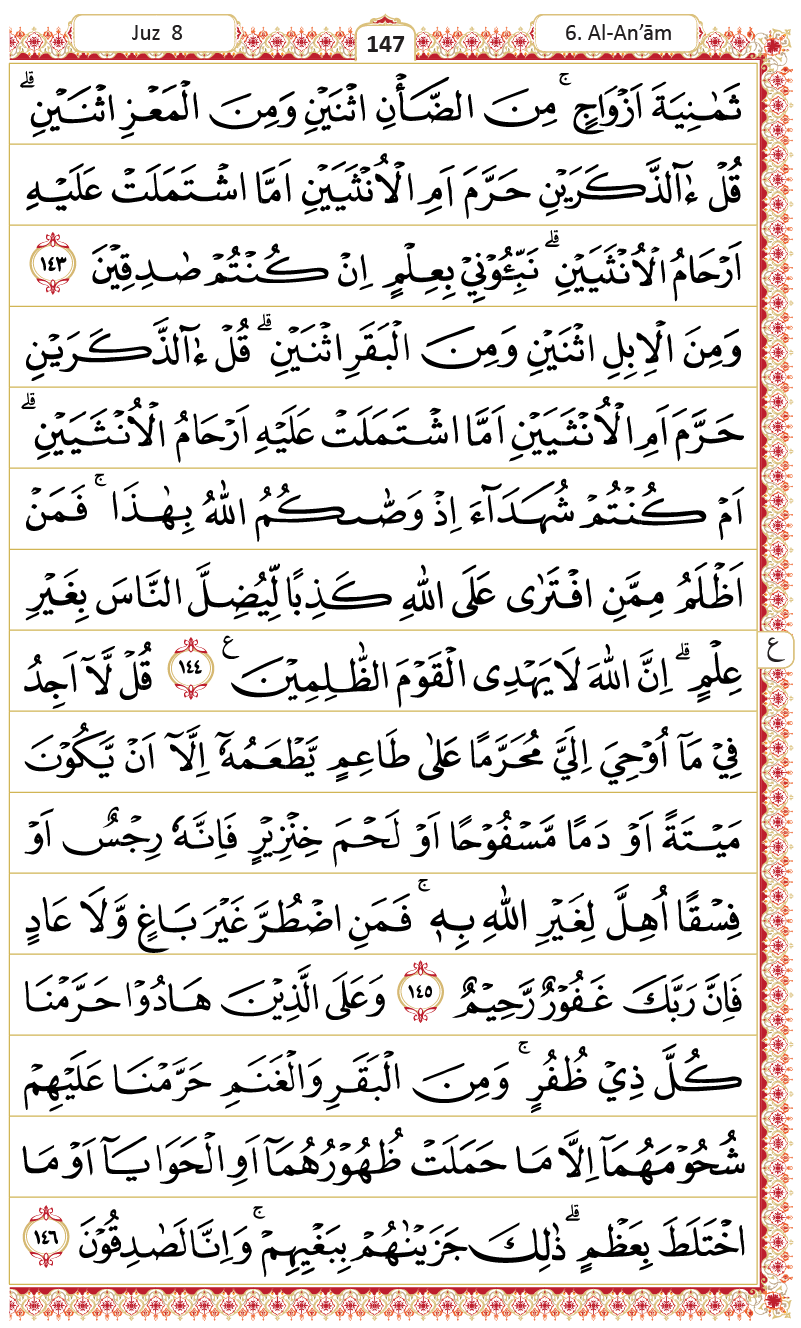 Juz 8
147
6. Al-An’ām
ثَمٰنِيَةَ اَزْوَاجٍ ۚ مِنَ الضَّأْنِ اثْنَيْنِ وَمِنَ الْمَعْزِ اثْنَيْنِ ۗ
قُلْ ءٰۤالذَّكَرَيْنِ حَرَّمَ اَمِ الْاُنْثَيَيْنِ اَمَّا اشْتَمَلَتْ عَلَيْهِ
اَرْحَامُ الْاُنْثَيَيْنِ ۗ نَبِّـُٔوْنِيْ بِعِلْمٍ اِنْ كُنْتُمْ صٰدِقِيْنَ ١٤٣
وَمِنَ الْاِبِلِ اثْنَيْنِ وَمِنَ الْبَقَرِ اثْنَيْنِ ۗ قُلْ ءٰۤالذَّكَرَيْنِ
حَرَّمَ اَمِ الْاُنْثَيَيْنِ اَمَّا اشْتَمَلَتْ عَلَيْهِ اَرْحَامُ الْاُنْثَيَيْنِ ۗ
اَمْ كُنْتُمْ شُهَدَاۤءَ اِذْ وَصّٰىكُمُ اللّٰهُ بِهٰذَا ۚ فَمَنْ
اَظْلَمُ مِمَّنِ افْتَرٰى عَلَى اللّٰهِ كَذِبًا لِّيُضِلَّ النَّاسَ بِغَيْرِ
عِلْمٍ ۗ اِنَّ اللّٰهَ لَا يَهْدِى الْقَوْمَ الظّٰلِمِيْنَ ع ١٤٤ قُلْ لَّآ اَجِدُ
ع
فِيْ مَآ اُوْحِيَ اِلَيَّ مُحَرَّمًا عَلٰى طَاعِمٍ يَّطْعَمُهٗٓ اِلَّآ اَنْ يَّكُوْنَ
مَيْتَةً اَوْ دَمًا مَّسْفُوْحًا اَوْ لَحْمَ خِنْزِيْرٍ فَاِنَّهٗ رِجْسٌ اَوْ
فِسْقًا اُهِلَّ لِغَيْرِ اللّٰهِ بِهٖ ۚ فَمَنِ اضْطُرَّ غَيْرَ بَاغٍ وَّلَا عَادٍ
فَاِنَّ رَبَّكَ غَفُوْرٌ رَّحِيْمٌ ١٤٥ وَعَلَى الَّذِيْنَ هَادُوْا حَرَّمْنَا
كُلَّ ذِيْ ظُفُرٍ ۚ وَمِنَ الْبَقَرِ وَالْغَنَمِ حَرَّمْنَا عَلَيْهِمْ
شُحُوْمَهُمَآ اِلَّا مَا حَمَلَتْ ظُهُوْرُهُمَآ اَوِ الْحَوَايَآ اَوْ مَا
اخْتَلَطَ بِعَظْمٍ ۗ ذٰلِكَ جَزَيْنٰهُمْ بِبَغْيِهِمْ ۚ وَاِنَّا لَصٰدِقُوْنَ ١٤٦